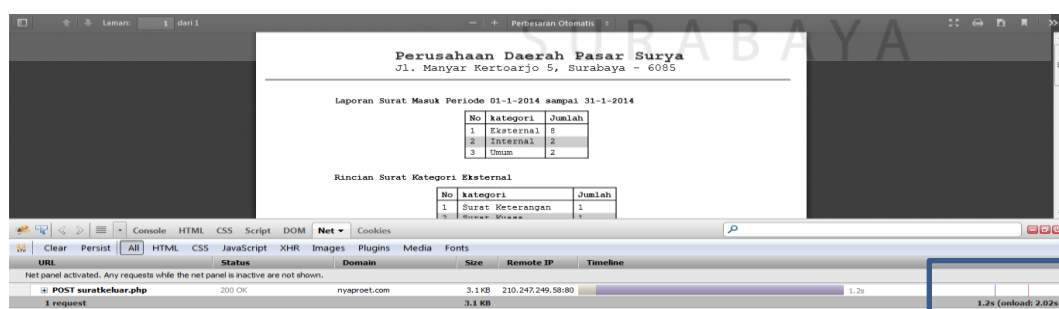 Laman: 1 dari 1 Perbesaran Otomatis
SURABAYA
Perusahaan Daerah Pasar Surya
Jl. Manyar Kertoarjo 5, Surabaya - 6085
Laporan Surat Masuk Periode 01-1-2014 sampai 31-1-2014
No kategori Jumlah
1 Eksternal 8
2 Internal 2
3 Umum 2
Rincian Surat Kategori Eksternal
No kategori Jumlah
1 Surat Keterangan 1
2 Surat Kuasa 1
Console HTML CSS Script DOM Net Cookies
Clear Persist All HTML CSS JavaScript XHR Images Plugins Media Fonts
URL Status Domain Size Remote IP Timeline
Net panel activated. Any requests while the net panel is inactive are not shown.
POST suratkeluar.php 200 OK nyaproet.com 3.1 KB 210.247.249.58:80 1.2s
1 request 3.1 KB 1.2s (onload: 2.02s